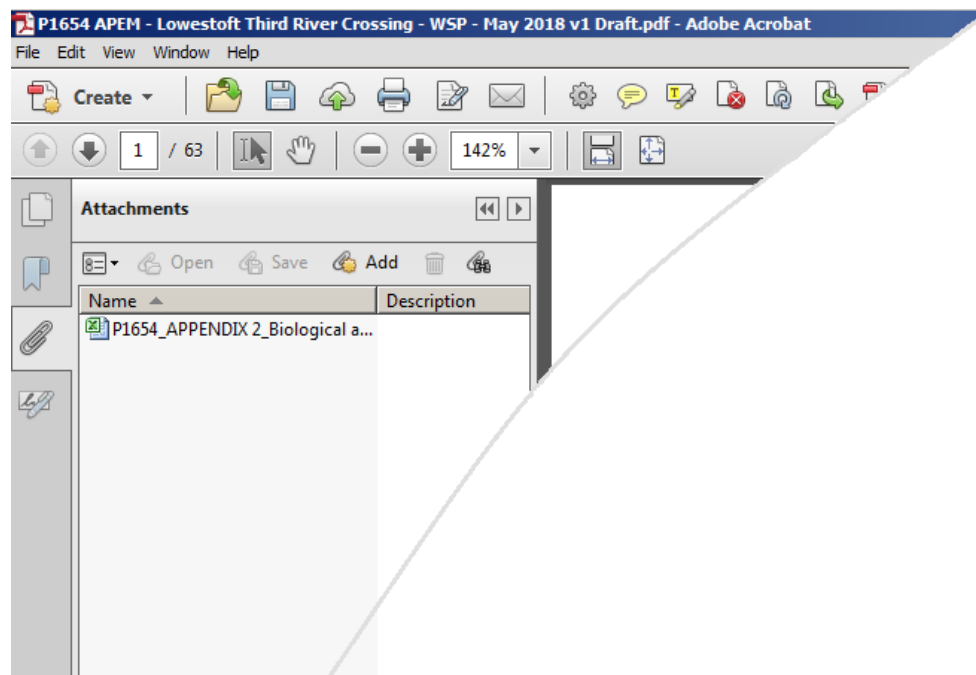 P1654 APEM - Lowestoft Third River Crossing - WSP - May 2018 v1 Draft.pdf - Adobe Acrobat
File Edit View Window Help
Create
1 / 63 142%
Attachments
Open Save Add
Name Description
P1654_APPENDIX 2_Biological a...